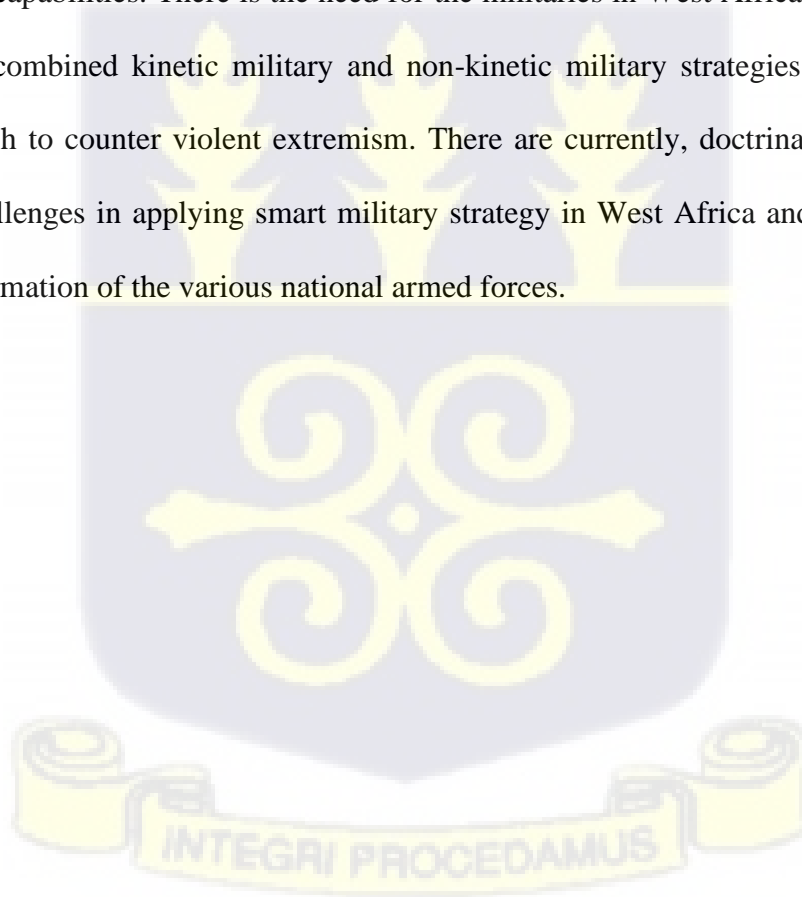 capabilities. There is the need for the militaries in West Africa
combined kinetic military and non-kinetic military strategies
h to counter violent extremism. There are currently, doctrina
llenges in applying smart military strategy in West Africa and
rmation of the various national armed forces.
INTEGRI PROCEDAMUS